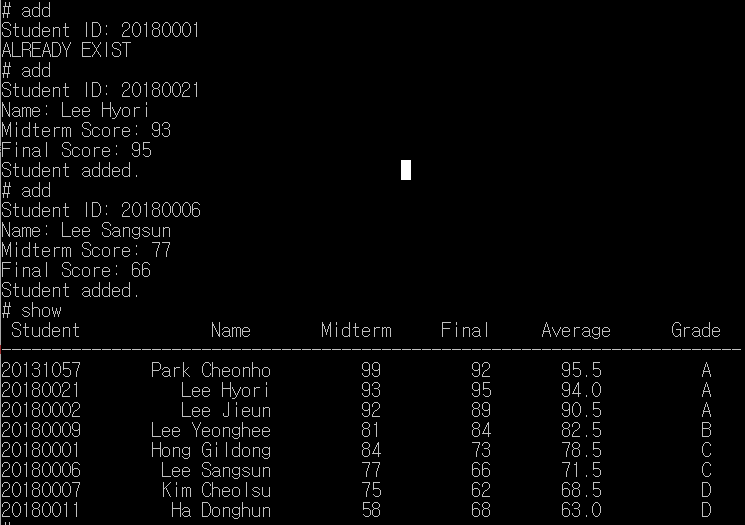 # add
Student ID: 20180001
ALREADY EXIST
# add
Student ID: 20180021
Name: Lee Hyori
Midterm Score: 93
Final Score: 95
Student added.
# add
Student ID: 20180006
Name: Lee Sangsun
Midterm Score: 77
Final Score: 66
Student added.
# show
Student Name Midterm Final Average Grade
--------------------------------------------------------------------------
20131057 Park Cheonho 99 92 95.5 A
20180021 Lee Hyori 93 95 94.0 A
20180002 Lee Jieun 92 89 90.5 A
20180009 Lee Yeonghee 81 84 82.5 B
20180001 Hong Gildong 84 73 78.5 C
20180006 Lee Sangsun 77 66 71.5 C
20180007 Kim Cheolsu 75 62 68.5 D
20180011 Ha Donghun 58 68 63.0 D
#